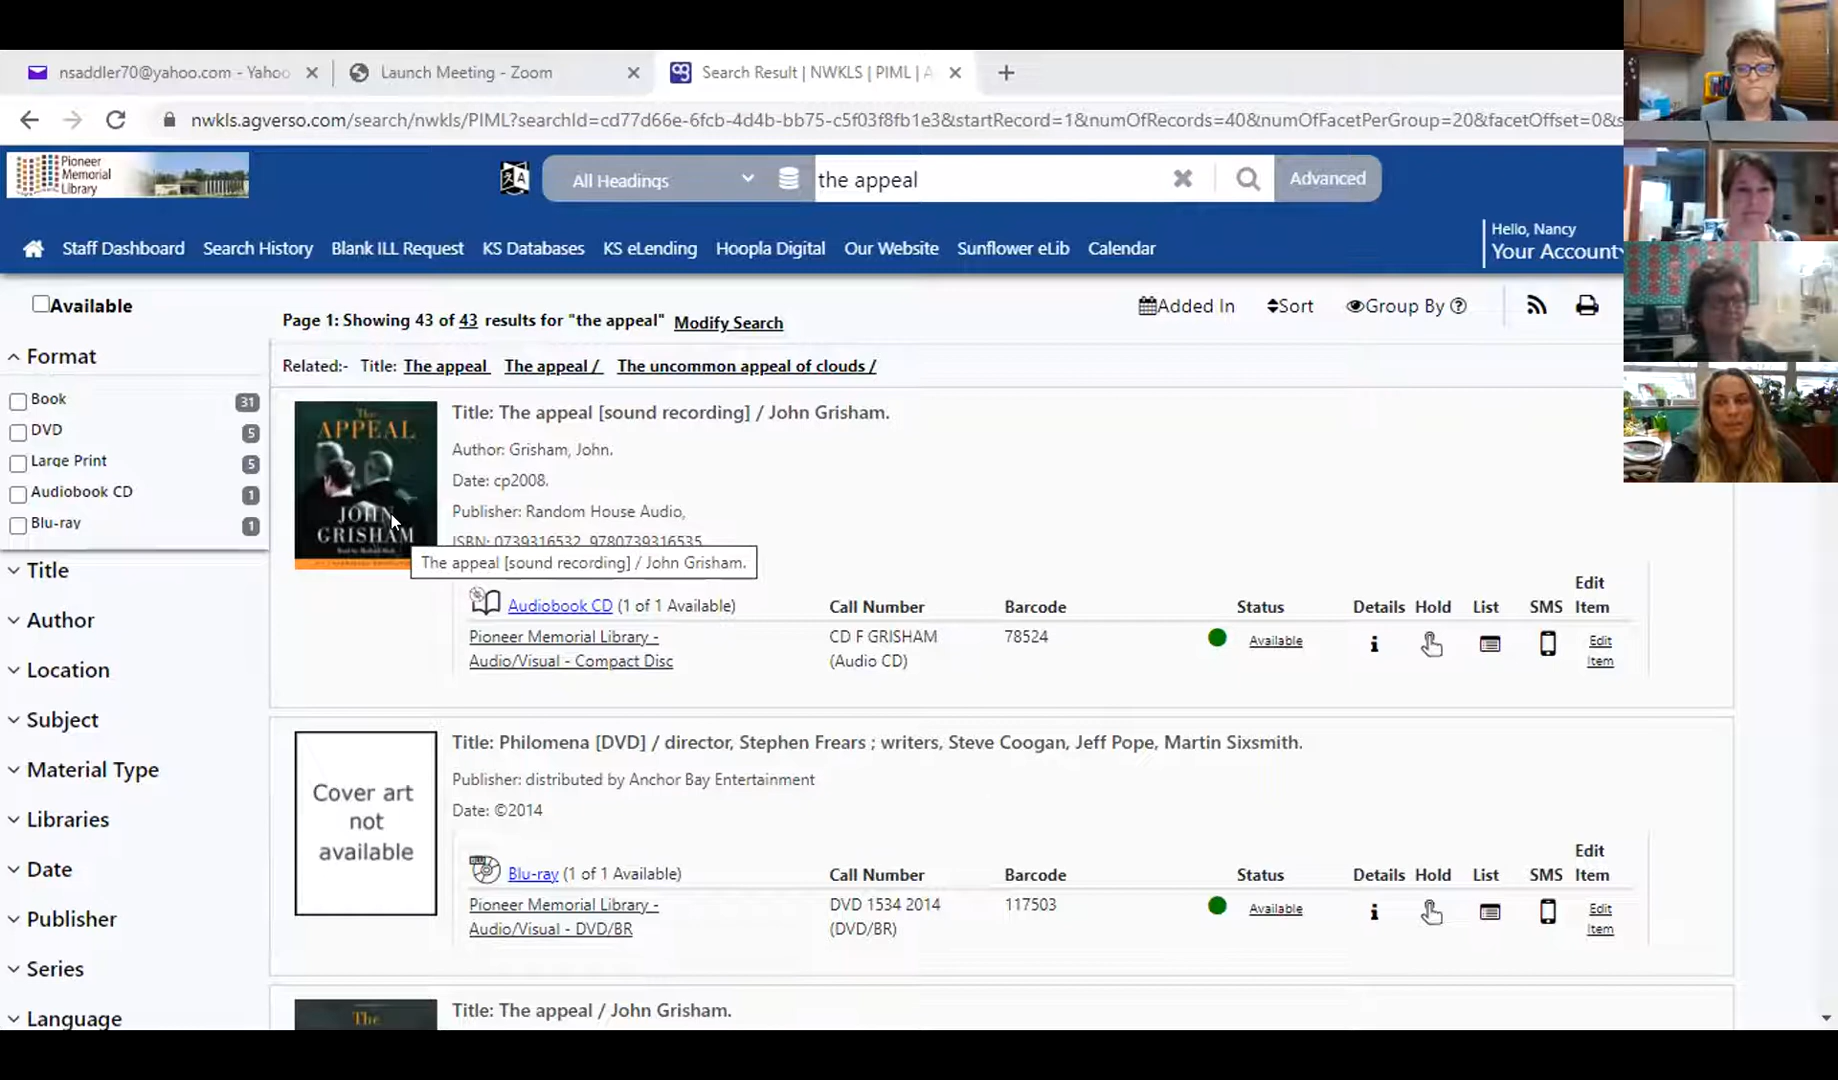 nsaddler70@yahoo.com - Yahoo
Launch Meeting - Zoom
Search Result | NWKLS | PIML | A
nwkls.agverso.com/search/nwkls/PIML?searchId=cd77d66e-6fcb-4d4b-bb75-c5f03f8fb1e3&startRecord=1&numOfRecords=40&numOfFacetPerGroup=20&facetOffset=0&s
Pioneer
Memorial
Library
All Headings
the appeal
Advanced
Staff Dashboard
Search History
Blank ILL Request
KS Databases
KS eLending
Hoopla Digital
Our Website
Sunflower eLib
Calendar
Hello, Nancy
Your Account
Available
Page 1: Showing 43 of 43 results for "the appeal" Modify Search
Added In
Sort
Group By
Format
Book 31
DVD 5
Large Print 5
Audiobook CD 1
Blu-ray 1
Title
Author
Location
Subject
Material Type
Libraries
Date
Publisher
Series
Language
Related:- Title: The appeal The appeal / The uncommon appeal of clouds /
The
APPEAL
JOHN
GRISHAM
Title: The appeal [sound recording] / John Grisham.
Author: Grisham, John.
Date: cp2008.
Publisher: Random House Audio,
ISBN: 0739316532, 9780739316535
The appeal [sound recording] / John Grisham.
Audiobook CD (1 of 1 Available) Call Number Barcode Status Details Hold List SMS Edit Item
Pioneer Memorial Library - Audio/Visual - Compact Disc
CD F GRISHAM
(Audio CD)
78524
Available
Edit
Item
Title: Philomena [DVD] / director, Stephen Frears ; writers, Steve Coogan, Jeff Pope, Martin Sixsmith.
Publisher: distributed by Anchor Bay Entertainment
Date: ©2014
Cover art
not
available
Blu-ray (1 of 1 Available) Call Number Barcode Status Details Hold List SMS Edit Item
Pioneer Memorial Library - Audio/Visual - DVD/BR
DVD 1534 2014
(DVD/BR)
117503
Available
Edit
Item
The
Title: The appeal / John Grisham.